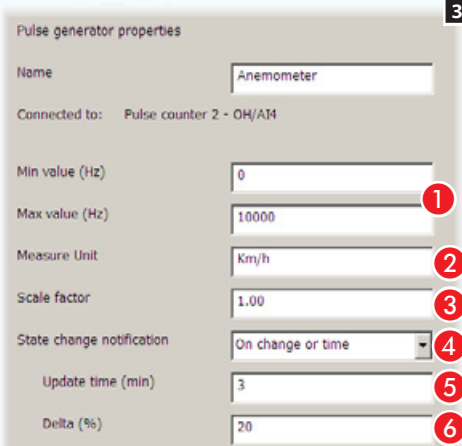 3
Pulse generator properties
Name Anemometer
Connected to: Pulse counter 2 - OH/AI4
Min value (Hz) 0
1
Max value (Hz) 10000
Measure Unit Km/h 2
Scale factor 1.00 3
State change notification On change or time 4
Update time (min) 3 5
Delta (%) 20 6